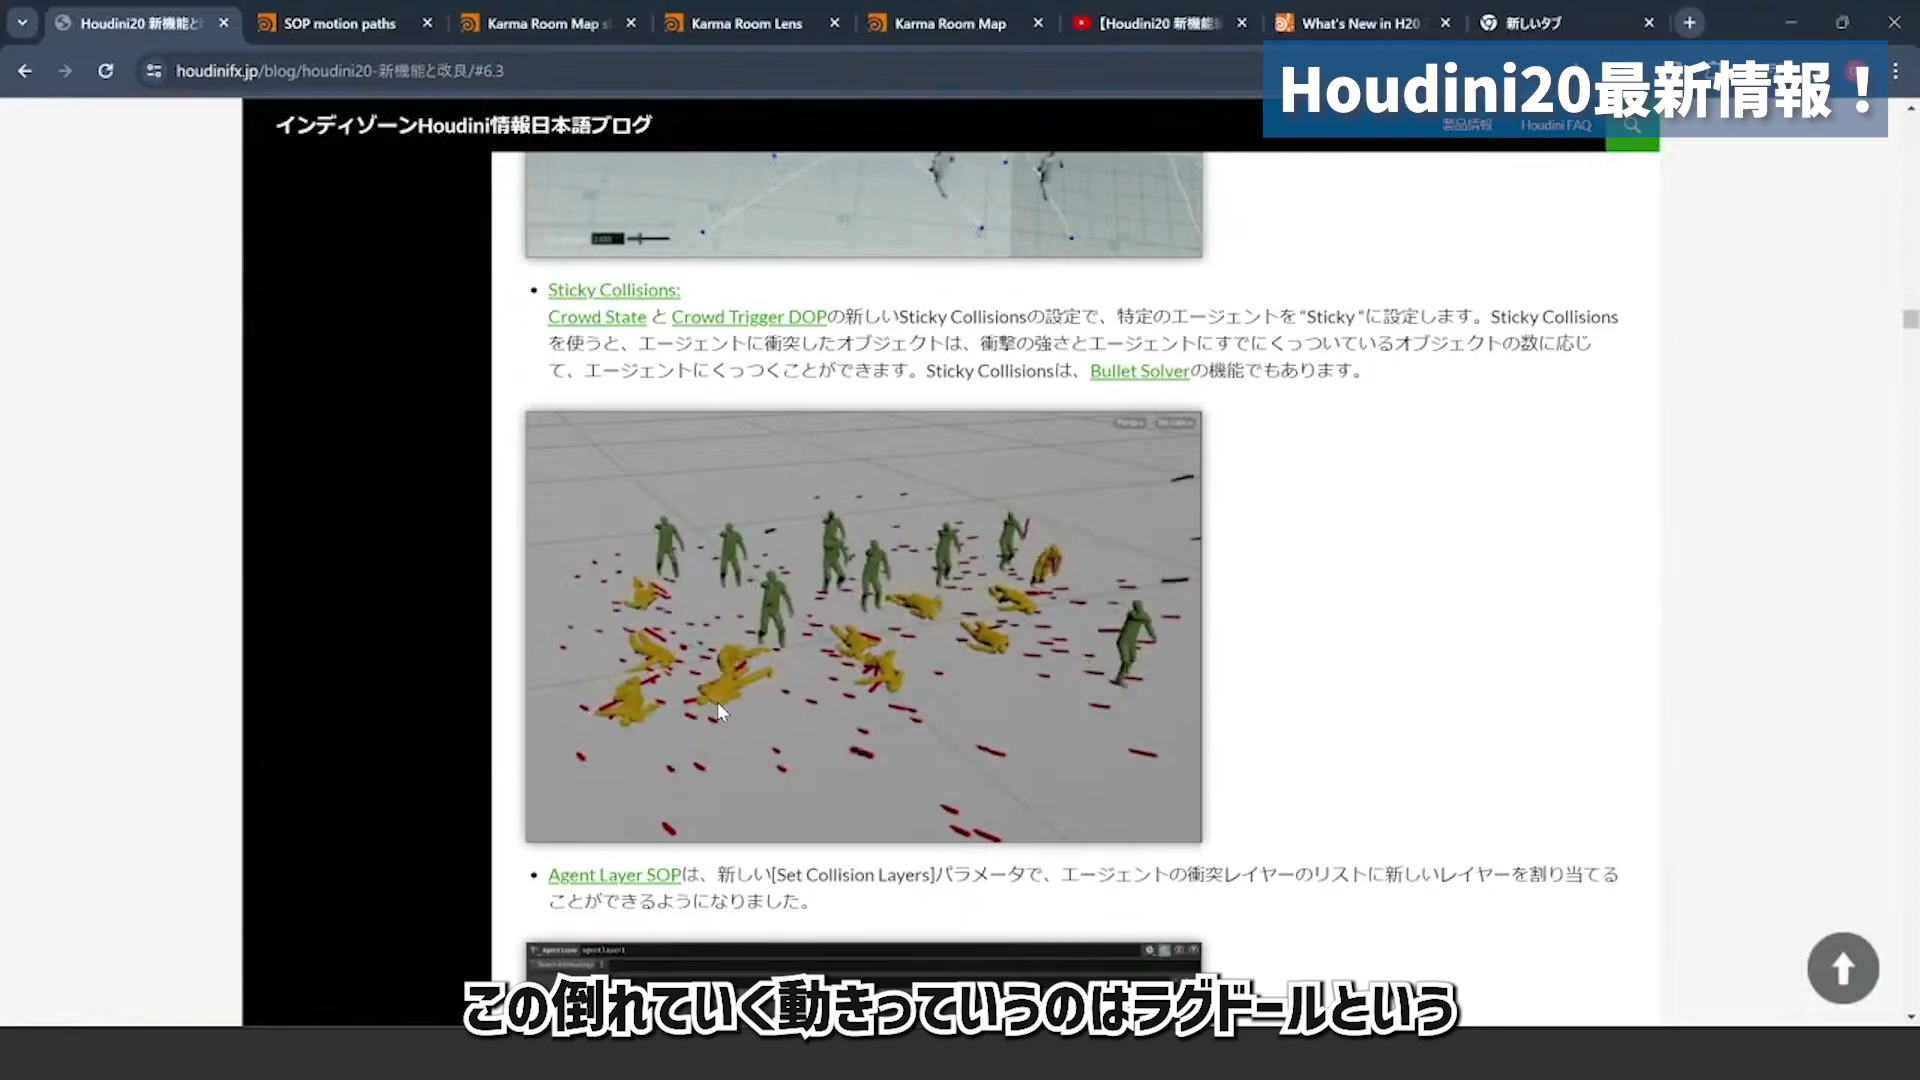 Houdini20 新機能と
SOP motion paths
Karma Room Map s
Karma Room Lens
Karma Room Map
【Houdini20 新機能
What's New in H20
新しいタブ
houdinifx.jp/blog/houdini20-新機能と改良/#6.3
Houdini20最新情報！
インディゾーンHoudini情報日本語ブログ
製品情報
Houdini FAQ
• Sticky Collisions:
Crowd State と Crowd Trigger DOPの新しいSticky Collisionsの設定で、特定のエージェントを “Sticky “に設定します。Sticky Collisions
を使うと、エージェントに衝突したオブジェクトは、衝撃の強さとエージェントにすでにくっついているオブジェクトの数に応じ
て、エージェントにくっつくことができます。Sticky Collisionsは、Bullet Solverの機能でもあります。
• Agent Layer SOPは、新しい[Set Collision Layers]パラメータで、エージェントの衝突レイヤーのリストに新しいレイヤーを割り当てる
ことができるようになりました。
この倒れていく動きっていうのはラグドールという